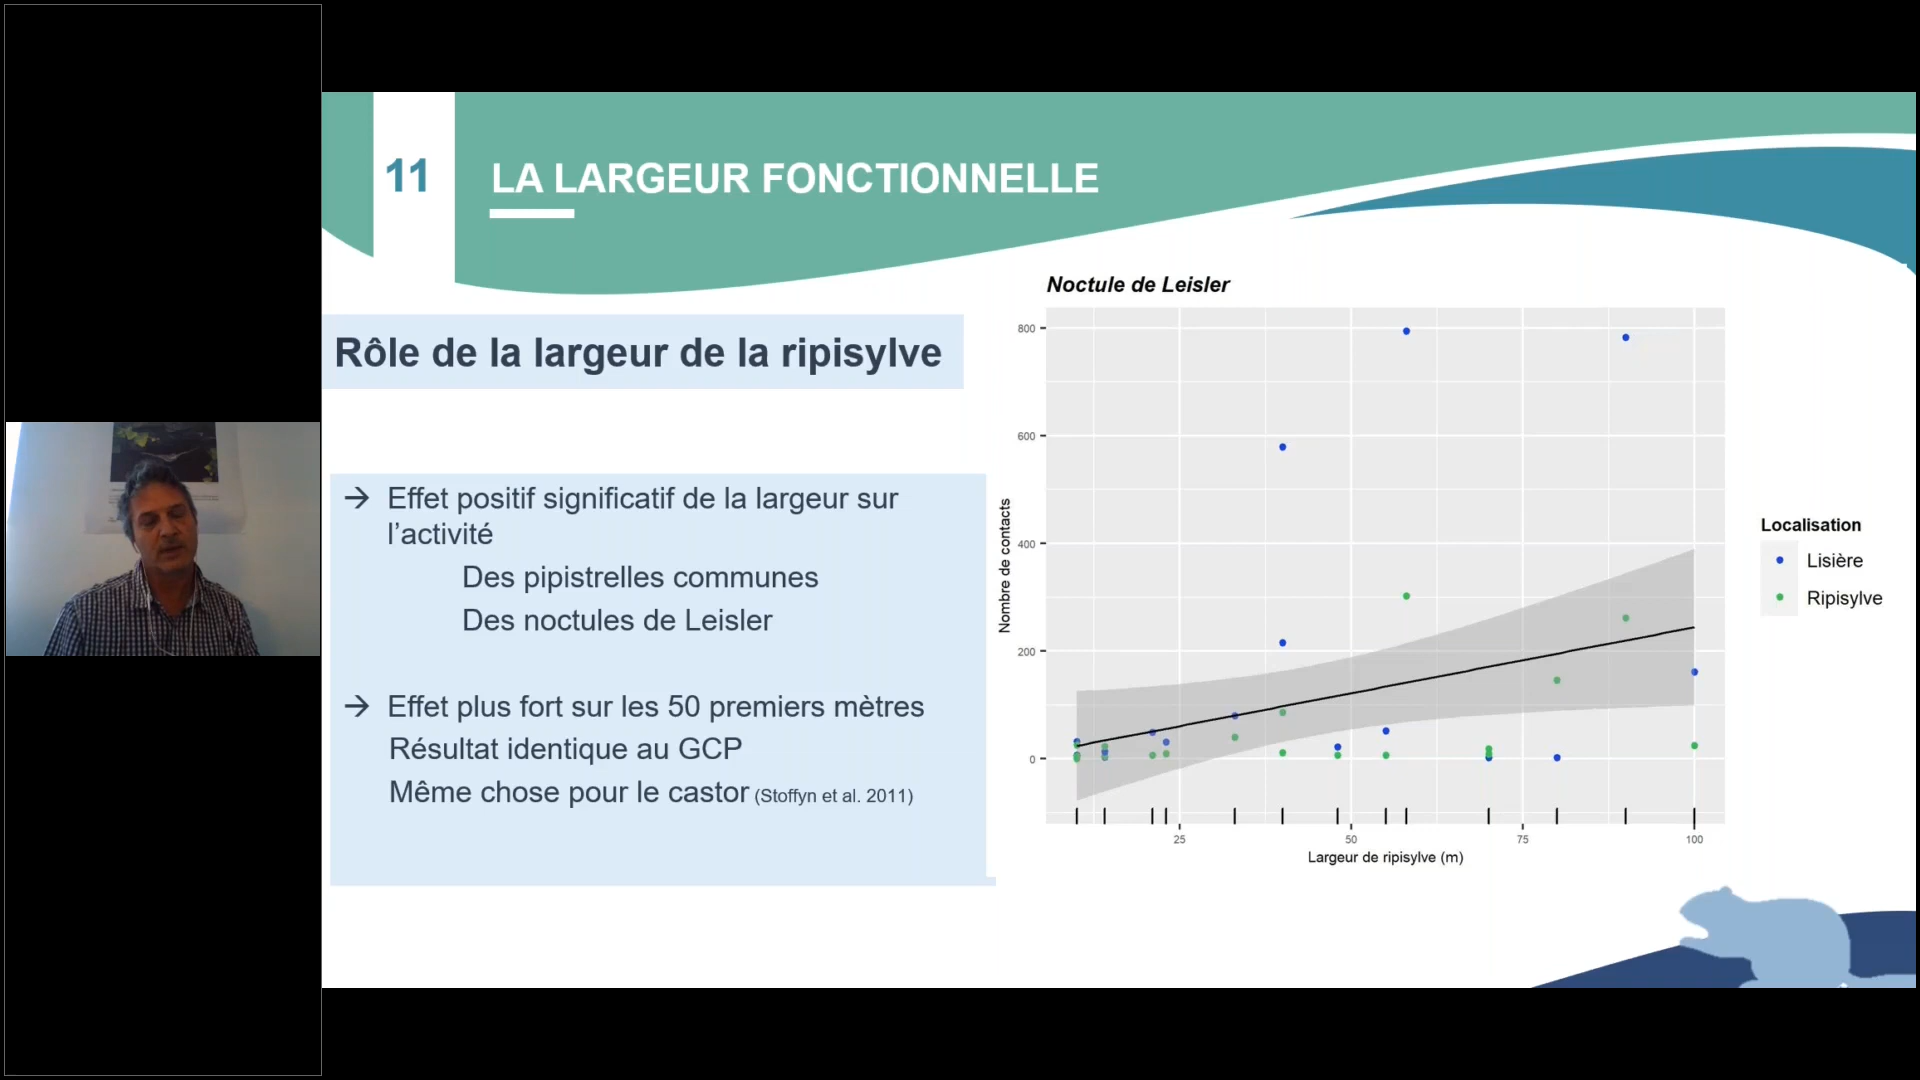 11
LA LARGEUR FONCTIONNELLE
Rôle de la largeur de la ripisylve
→ Effet positif significatif de la largeur sur
l’activité
Des pipistrelles communes
Des noctules de Leisler
→ Effet plus fort sur les 50 premiers mètres
Résultat identique au GCP
Même chose pour le castor (Stoffyn et al. 2011)
Noctule de Leisler
800
600
400
200
0
Nombre de contacts
25 50 75 100
Largeur de ripisylve (m)
Localisation
Lisière
Ripisylve